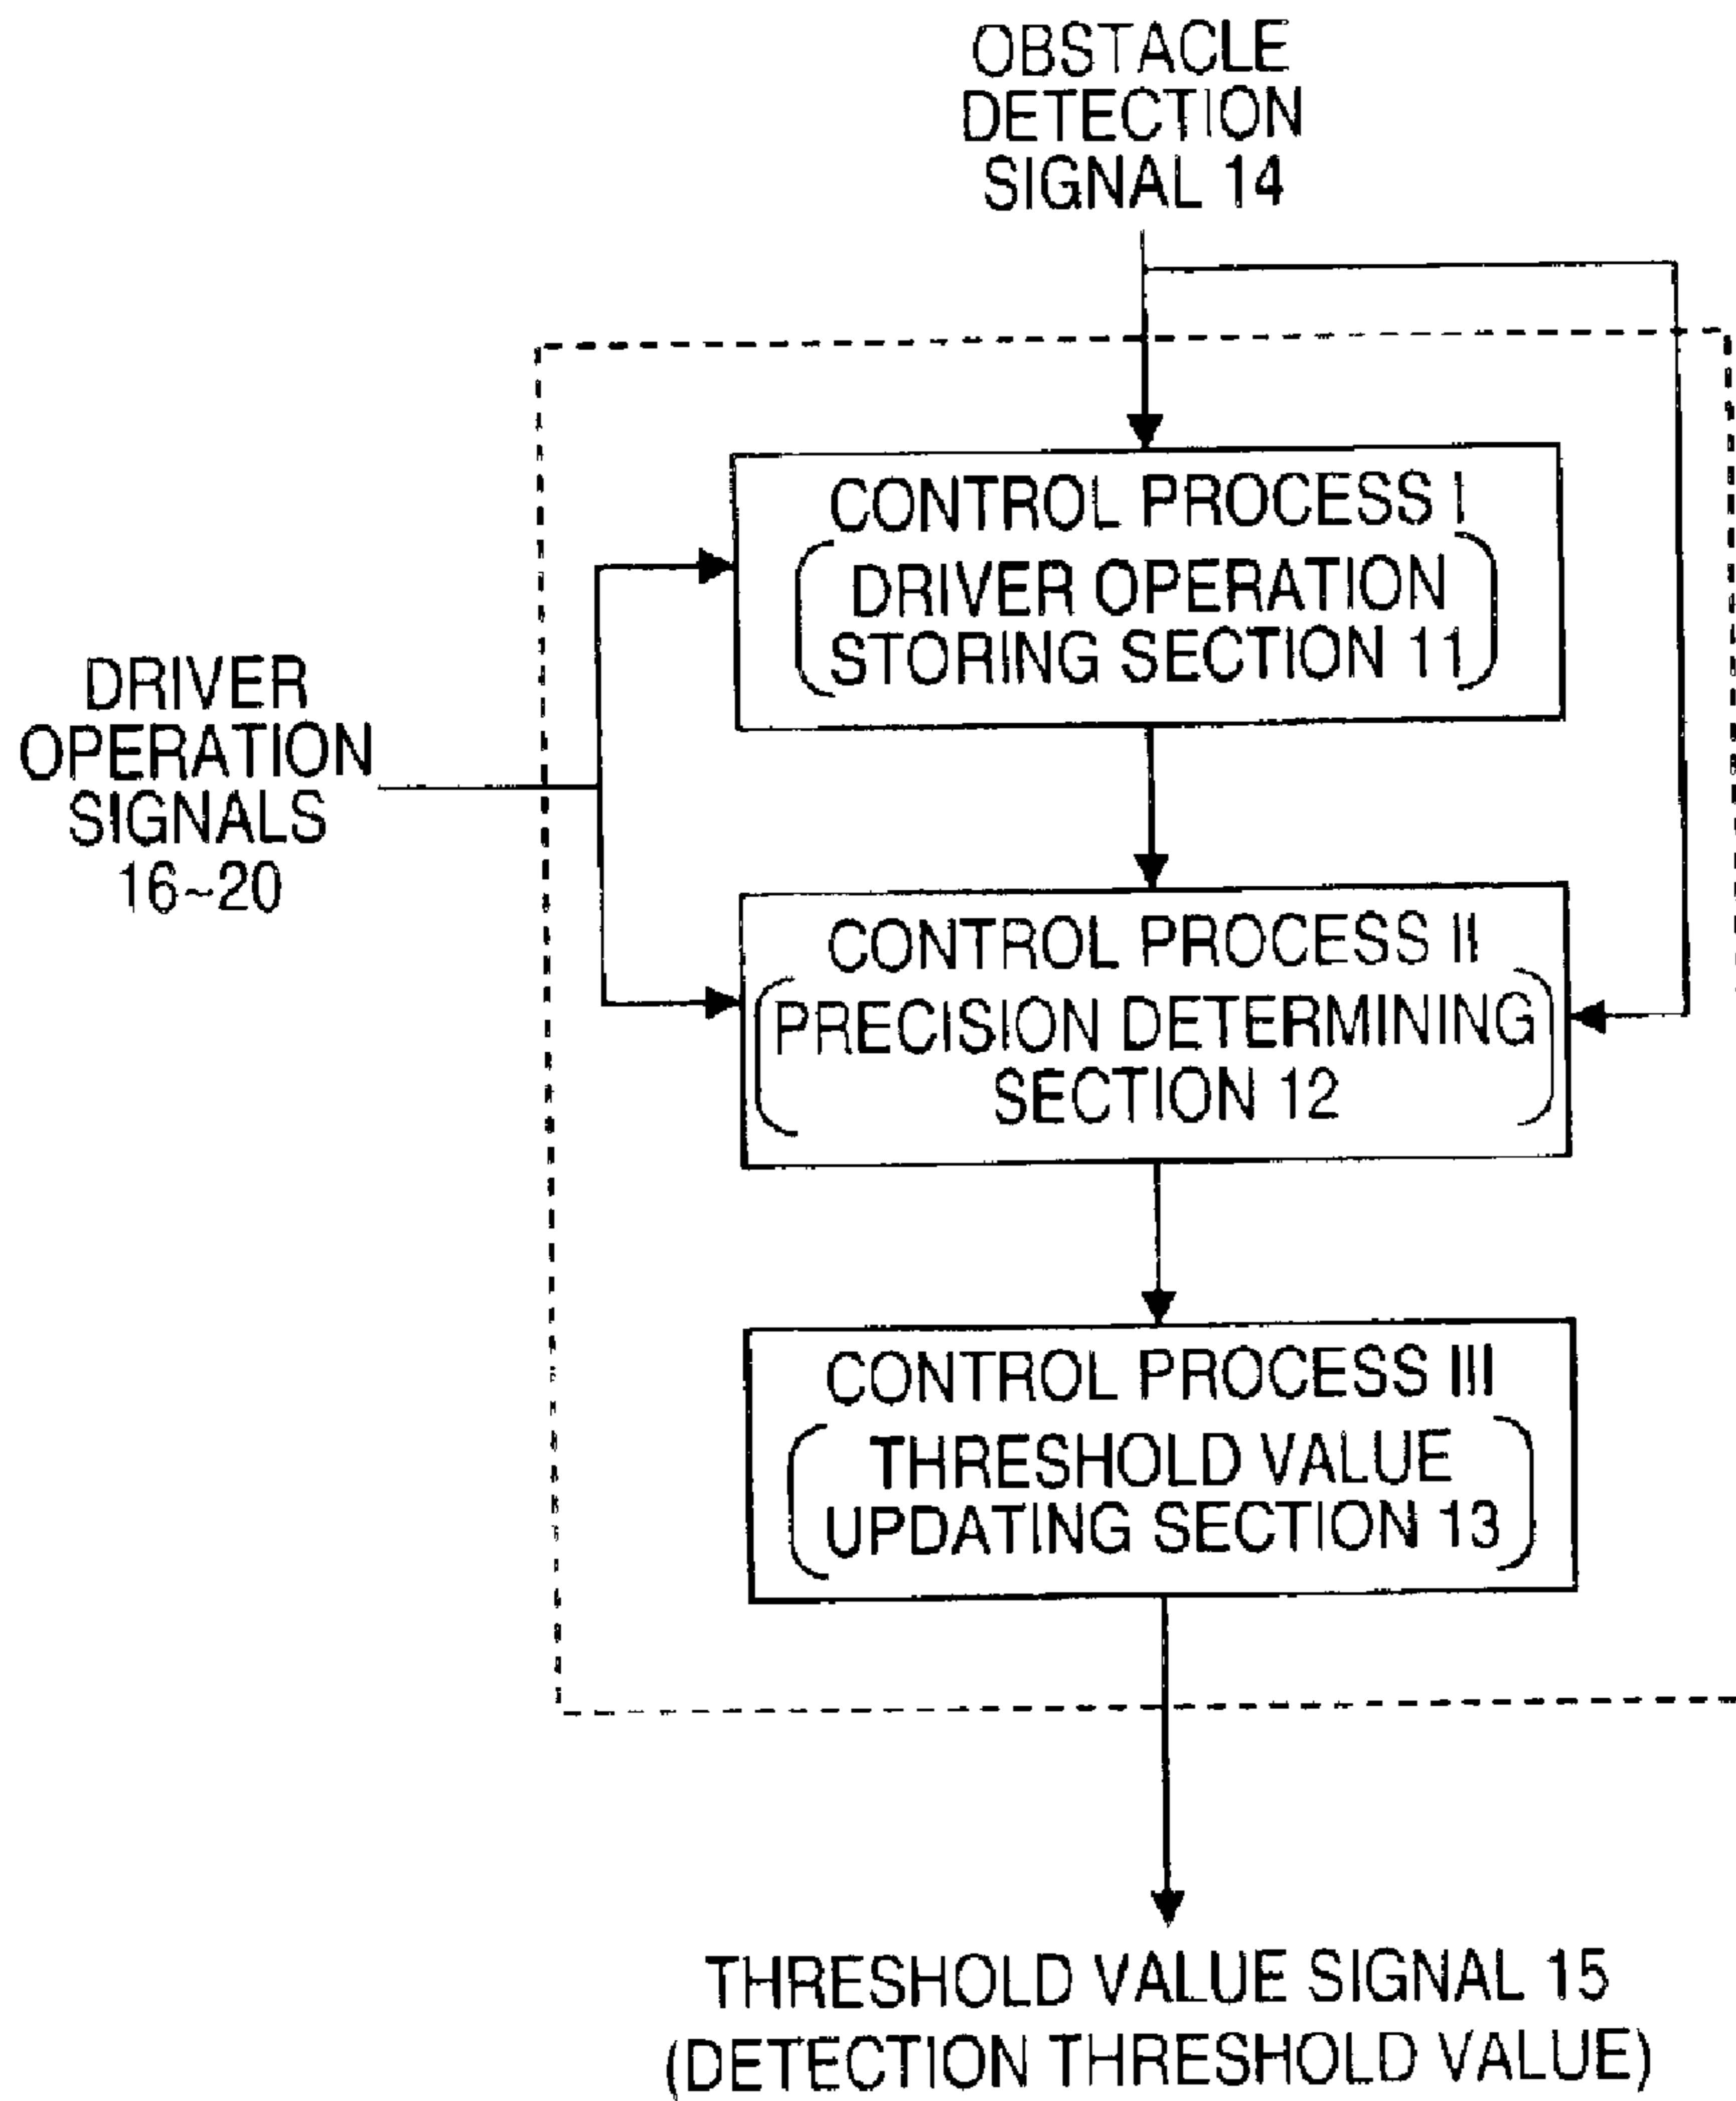 OBSTACLE
DETECTION
SIGNAL 14
CONTROL PROCESS I
DRIVER OPERATION
STORING SECTION 11
DRIVER
OPERATION
SIGNALS
16~20
CONTROL PROCESS II
PRECISION DETERMINING
SECTION 12
CONTROL PROCESS III
THRESHOLD VALUE
UPDATING SECTION 13
THRESHOLD VALUE SIGNAL 15
(DETECTION THRESHOLD VALUE)